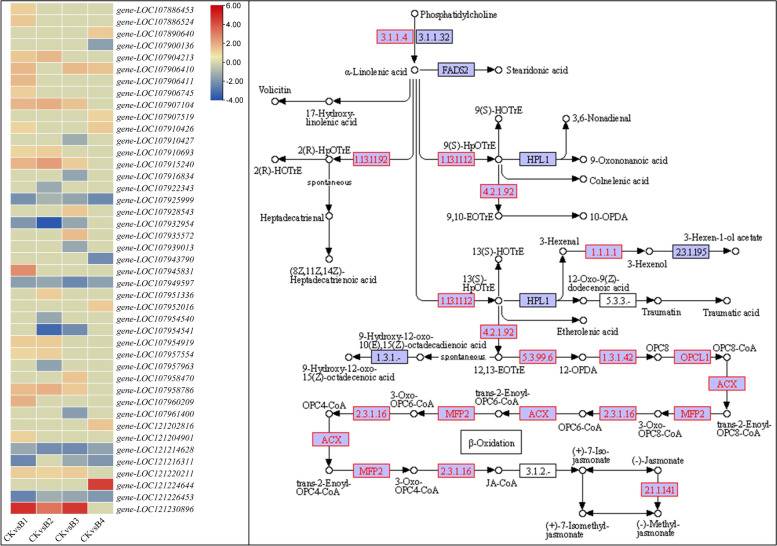 gene-LOC107886453
gene-LOC107886524
gene-LOC107890640
gene-LOC107900136
gene-LOC107904213
gene-LOC107906410
gene-LOC107906411
gene-LOC107906745
gene-LOC107907104
gene-LOC107907519
gene-LOC107910426
gene-LOC107910427
gene-LOC107910693
gene-LOC107915240
gene-LOC107916834
gene-LOC107922343
gene-LOC107925999
gene-LOC107928543
gene-LOC107932954
gene-LOC107935572
gene-LOC107939013
gene-LOC107943790
gene-LOC107945831
gene-LOC107949597
gene-LOC107951336
gene-LOC107952016
gene-LOC107954540
gene-LOC107954541
gene-LOC107954919
gene-LOC107957554
gene-LOC107957963
gene-LOC107958470
gene-LOC107958786
gene-LOC107960209
gene-LOC107961400
gene-LOC121202816
gene-LOC121204901
gene-LOC121214628
gene-LOC121216311
gene-LOC121220211
gene-LOC121224644
gene-LOC121226453
gene-LOC121230896
CKvsB1
CKvsB2
CKvsB3
CKvsB4
6.00
4.00
2.00
0.00
-2.00
-4.00
Phosphatidylcholine
3.1.1.4
3.1.1.32
α-Linolenic acid
FADS2
Stearidonic acid
Volicitin
17-Hydroxy-
linolenic acid
9(S)-HOTrE
3,6-Nonadienal
2(R)-HOTrE
2(R)-HpOTrE
1.13.11.92
1.13.11.12
9(S)-HpOTrE
HPL1
9-Oxononanoic acid
spontaneous
4.2.1.92
Colnelenic acid
Heptadecatrienal
9,10-EOTrE
10-OPDA
(8Z,11Z,14Z)-
Heptadecatrienoic acid
13(S)-HOTrE
3-Hexenal
1.1.1.1
3-Hexenol
2.3.1.195
3-Hexen-1-ol acetate
13(S)-
HpOTrE
1.13.11.12
HPL1
12-Oxo-9(Z)-
dodecenoic acid
5.3.3.-
Traumatin
Traumatic acid
4.2.1.92
Etherolenic acid
9-Hydroxy-12-oxo-
10(E),15(Z)-octadecadienoic acid
1.3.1.-
spontaneous
9-Hydroxy-12-oxo-
15(Z)-octadecenoic acid
12,13-EOTrE
5.3.99.6
12-OPDA
1.3.1.42
OPC8
OPCL1
OPC8-CoA
ACX
OPC4-CoA
2.3.1.16
3-Oxo-
OPC6-CoA
MFP2
trans-2-Enoyl-
OPC6-CoA
ACX
OPC6-CoA
2.3.1.16
3-Oxo-
OPC8-CoA
MFP2
trans-2-Enoyl-
OPC8-CoA
ACX
β-Oxidation
trans-2-Enoyl-
OPC4-CoA
MFP2
3-Oxo-
OPC4-CoA
2.3.1.16
JA-CoA
3.1.2.-
(+)-7-Iso-
jasmonate
(-)-Jasmonate
2.1.1.141
(+)-7-Isomethyl-
jasmonate
(-)-Methyl-
jasmonate